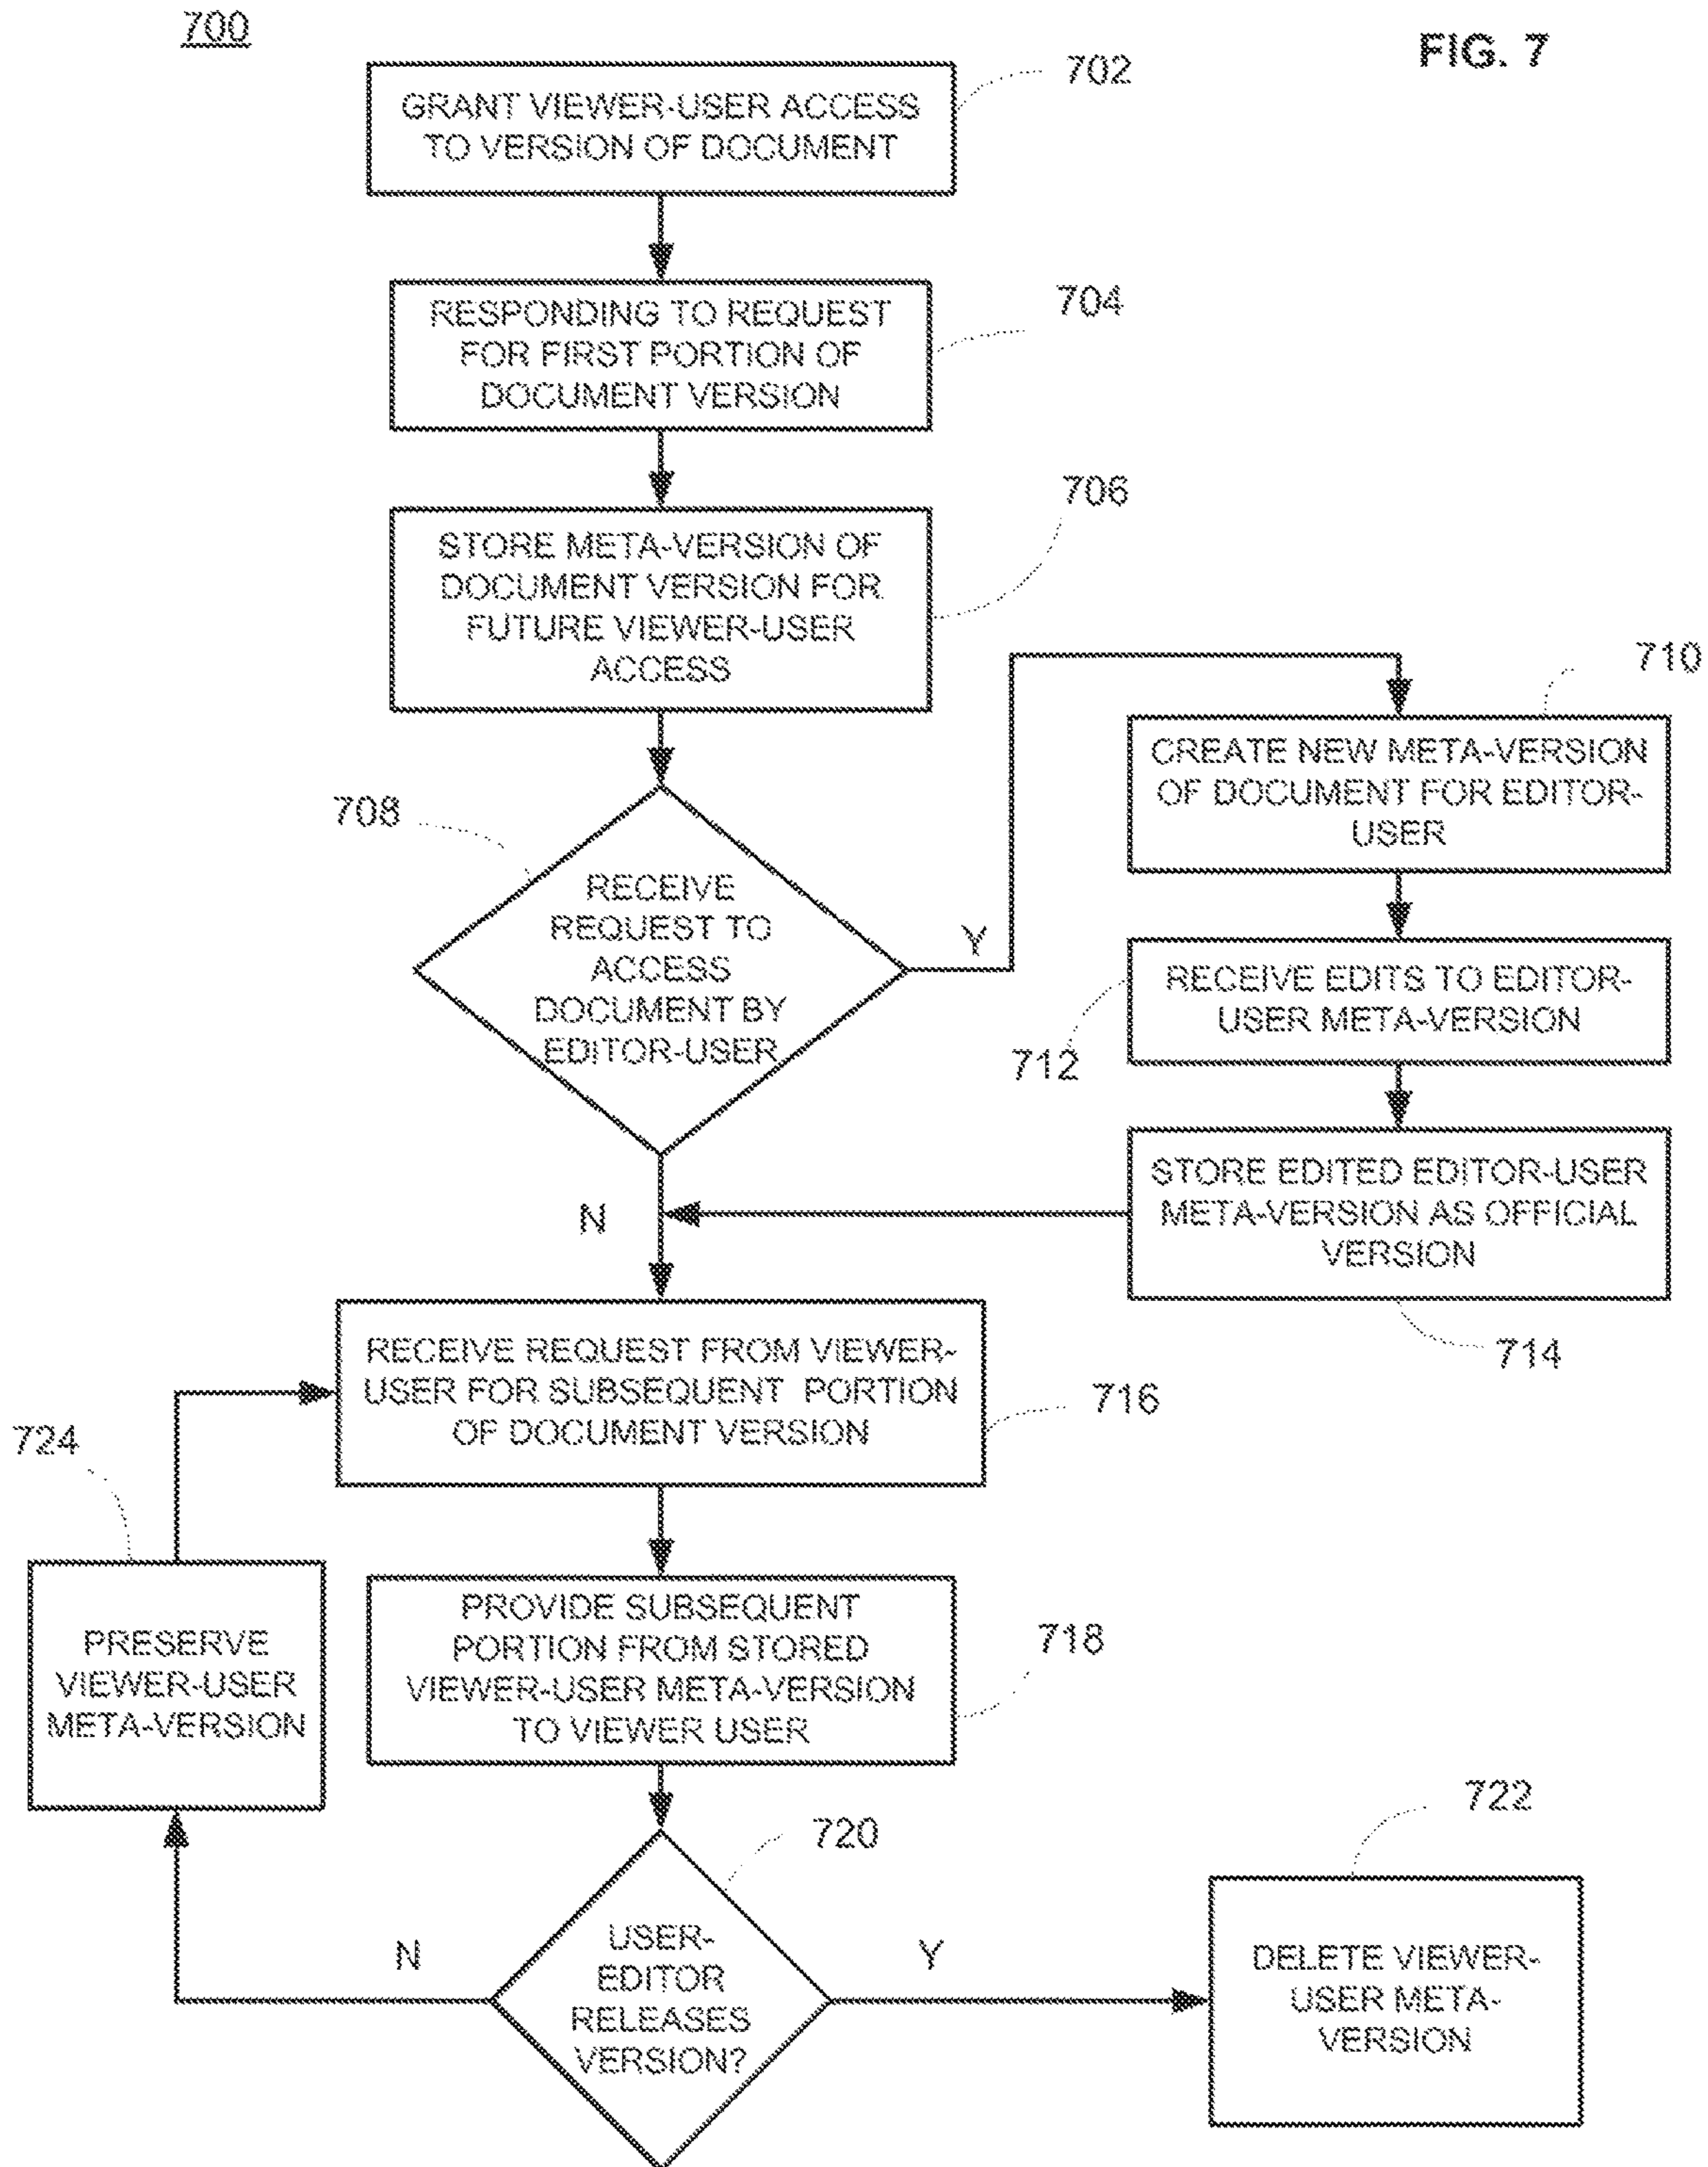 700
FIG. 7
702
GRANT VIEWER-USER ACCESS
TO VERSION OF DOCUMENT
704
RESPONDING TO REQUEST
FOR FIRST PORTION OF
DOCUMENT VERSION
706
STORE META-VERSION OF
DOCUMENT VERSION FOR
FUTURE VIEWER-USER
ACCESS
708
RECEIVE
REQUEST TO
ACCESS
DOCUMENT BY
EDITOR-USER
Y
N
710
CREATE NEW META-VERSION
OF DOCUMENT FOR EDITOR-
USER
RECEIVE EDITS TO EDITOR-
USER META-VERSION
712
STORE EDITED EDITOR-USER
META-VERSION AS OFFICIAL
VERSION
714
RECEIVE REQUEST FROM VIEWER-
USER FOR SUBSEQUENT PORTION
OF DOCUMENT VERSION
716
724
PRESERVE
VIEWER-USER
META-VERSION
PROVIDE SUBSEQUENT
PORTION FROM STORED
VIEWER-USER META-VERSION
TO VIEWER USER
718
720
USER-
EDITOR
RELEASES
VERSION?
N
Y
722
DELETE VIEWER-
USER META-
VERSION